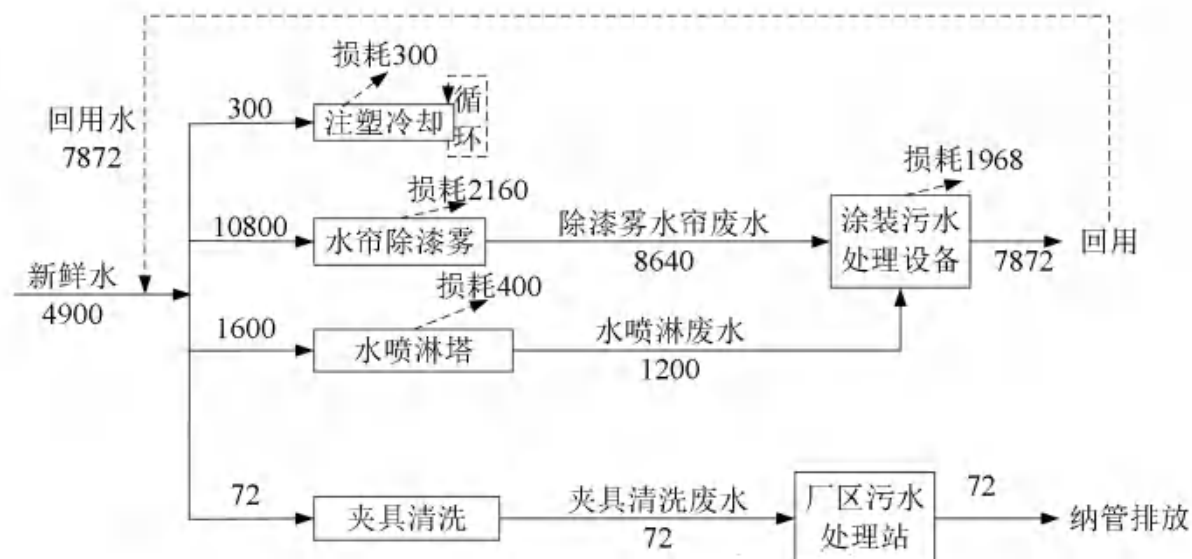 损耗300
300
注塑冷却
循
环
回用水
7872
损耗2160
10800
水帘除漆雾
除漆雾水帘废水
8640
损耗1968
涂装污水
处理设备
7872
回用
新鲜水
4900
损耗400
1600
水喷淋塔
水喷淋废水
1200
72
夹具清洗
夹具清洗废水
72
厂区污水
处理站
72
纳管排放